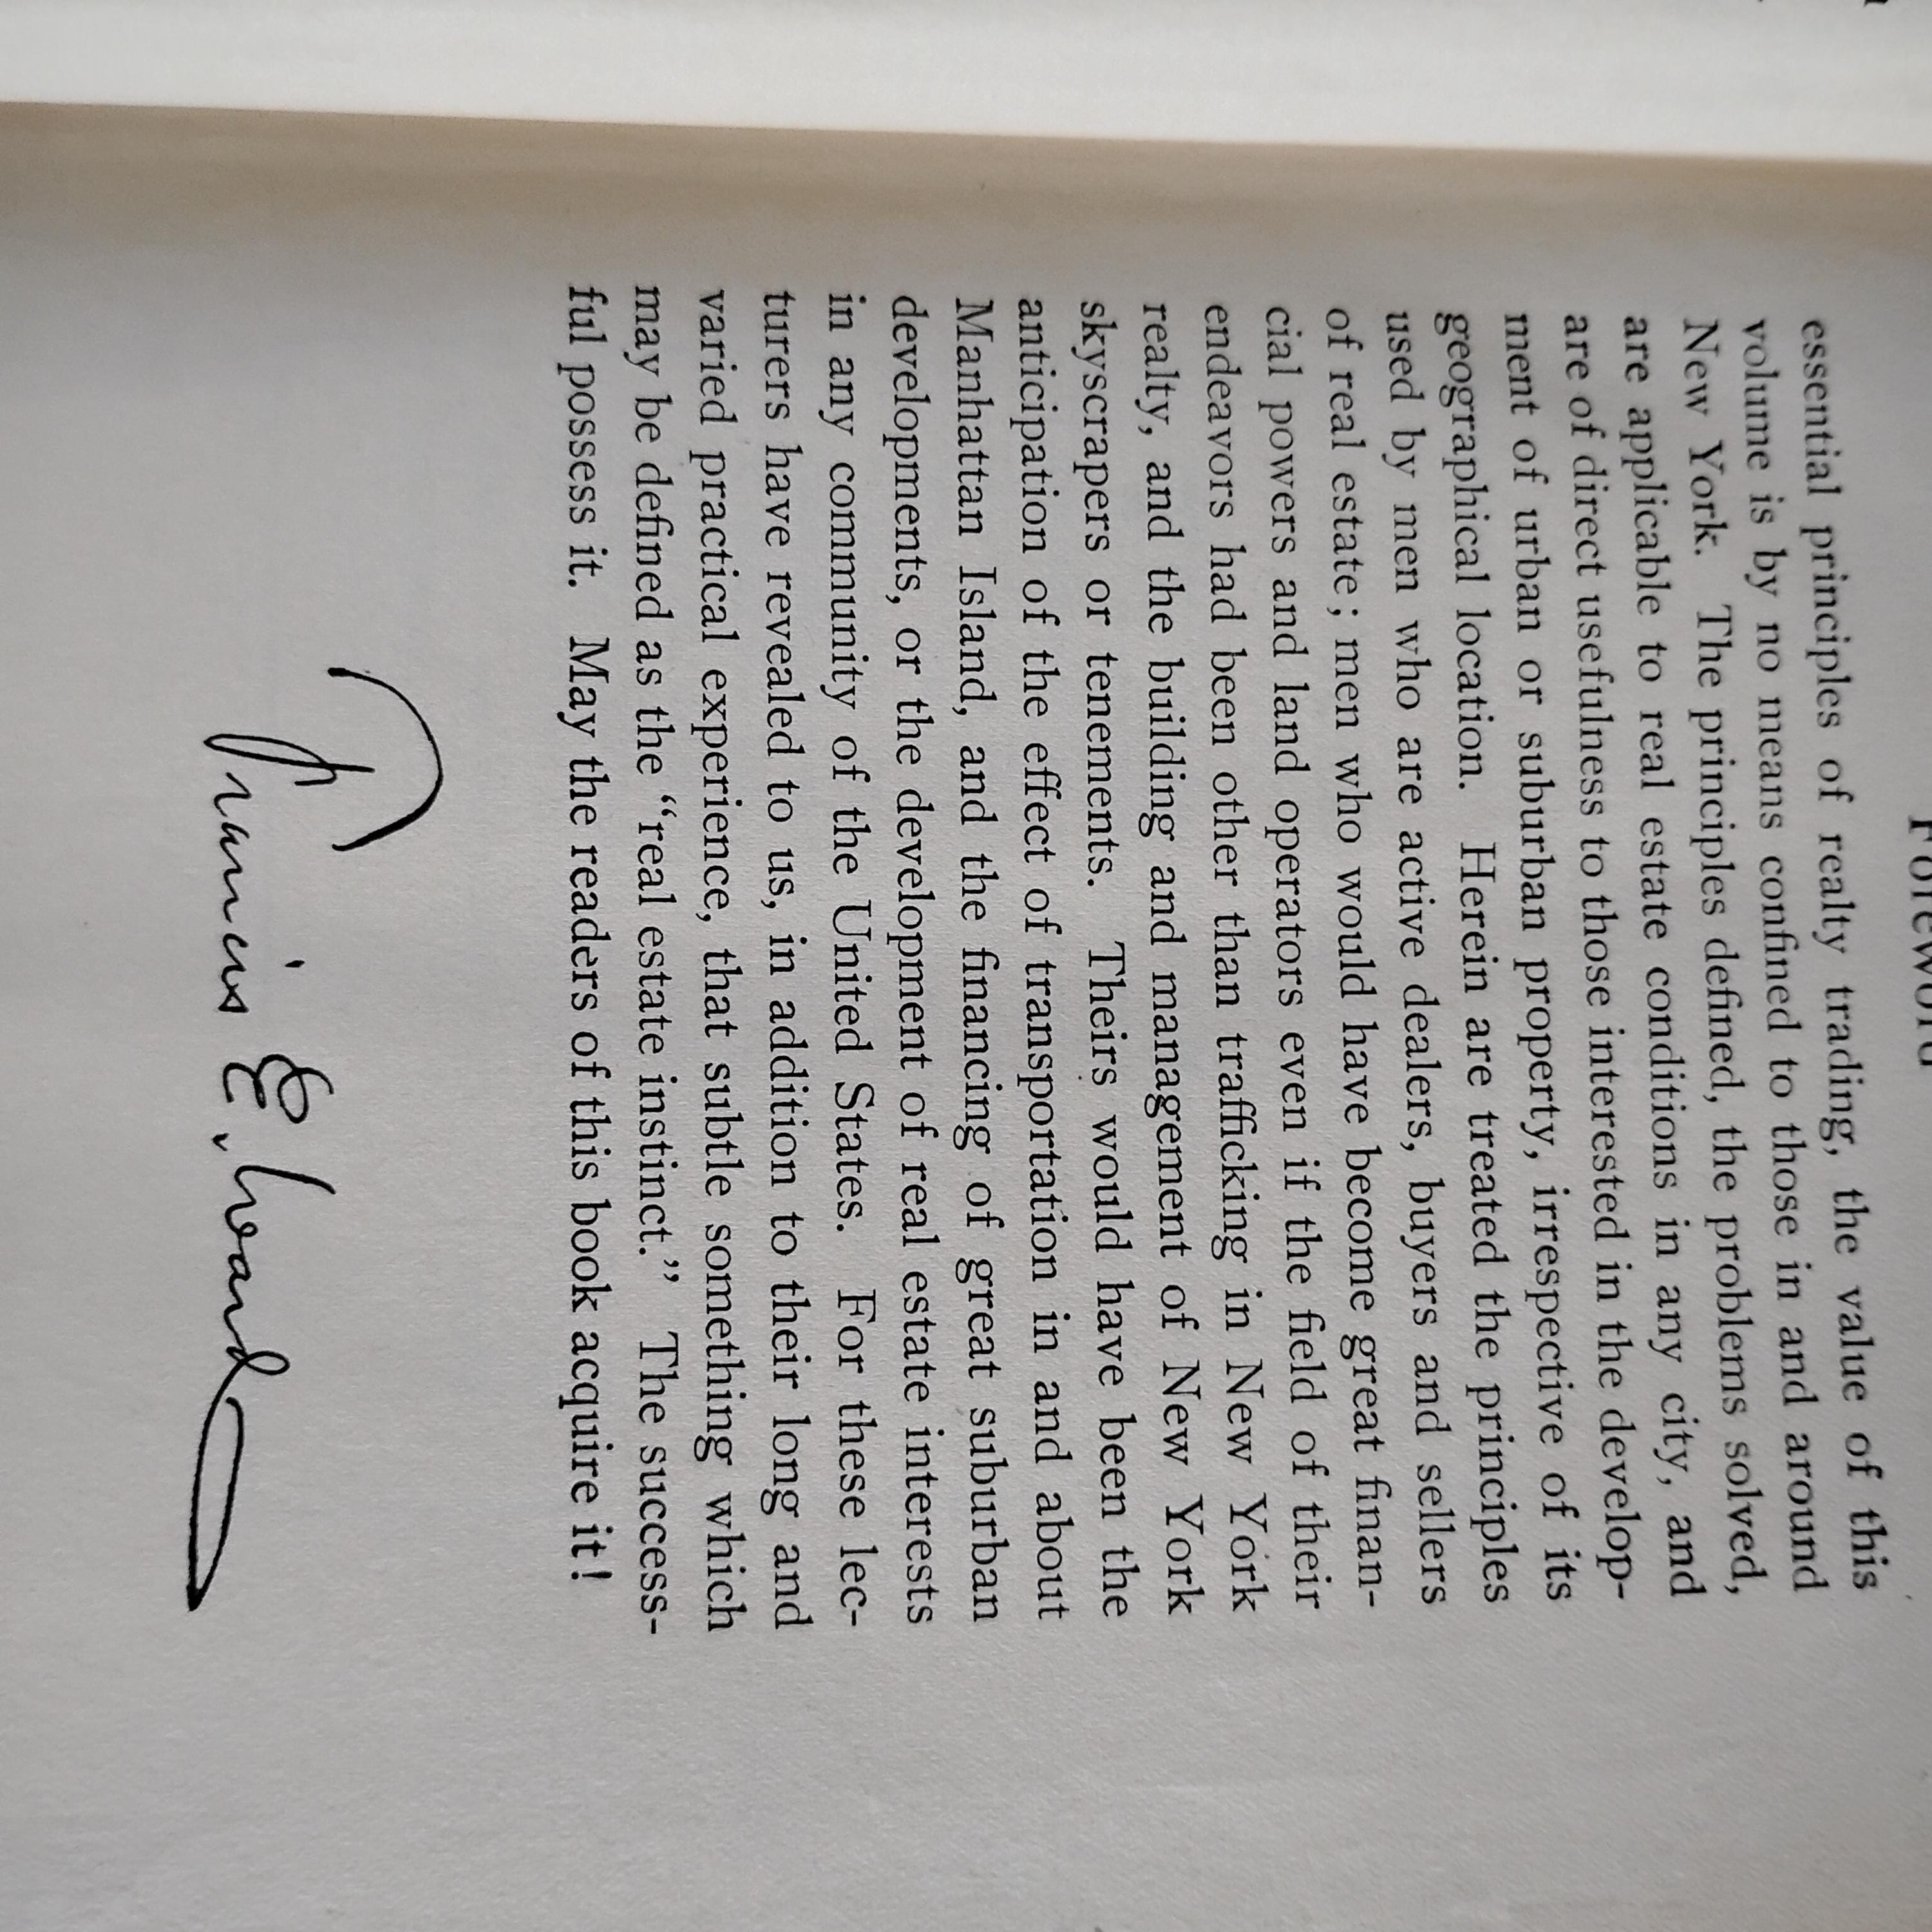 Foreword
essential principles of realty trading, the value of this
volume is by no means confined to those in and around
New York. The principles defined, the problems solved,
are applicable to real estate conditions in any city, and
are of direct usefulness to those interested in the develop-
ment of urban or suburban property, irrespective of its
geographical location. Herein are treated the principles
used by men who are active dealers, buyers and sellers
of real estate; men who would have become great finan-
cial powers and land operators even if the field of their
endeavors had been other than trafficking in New York
realty, and the building and management of New York
skyscrapers or tenements. Theirs would have been the
anticipation of the effect of transportation in and about
Manhattan Island, and the financing of great suburban
developments, or the development of real estate interests
in any community of the United States. For these lec-
turers have revealed to us, in addition to their long and
varied practical experience, that subtle something which
may be defined as the “real estate instinct.” The success-
ful possess it. May the readers of this book acquire it!
Francis E. Ward